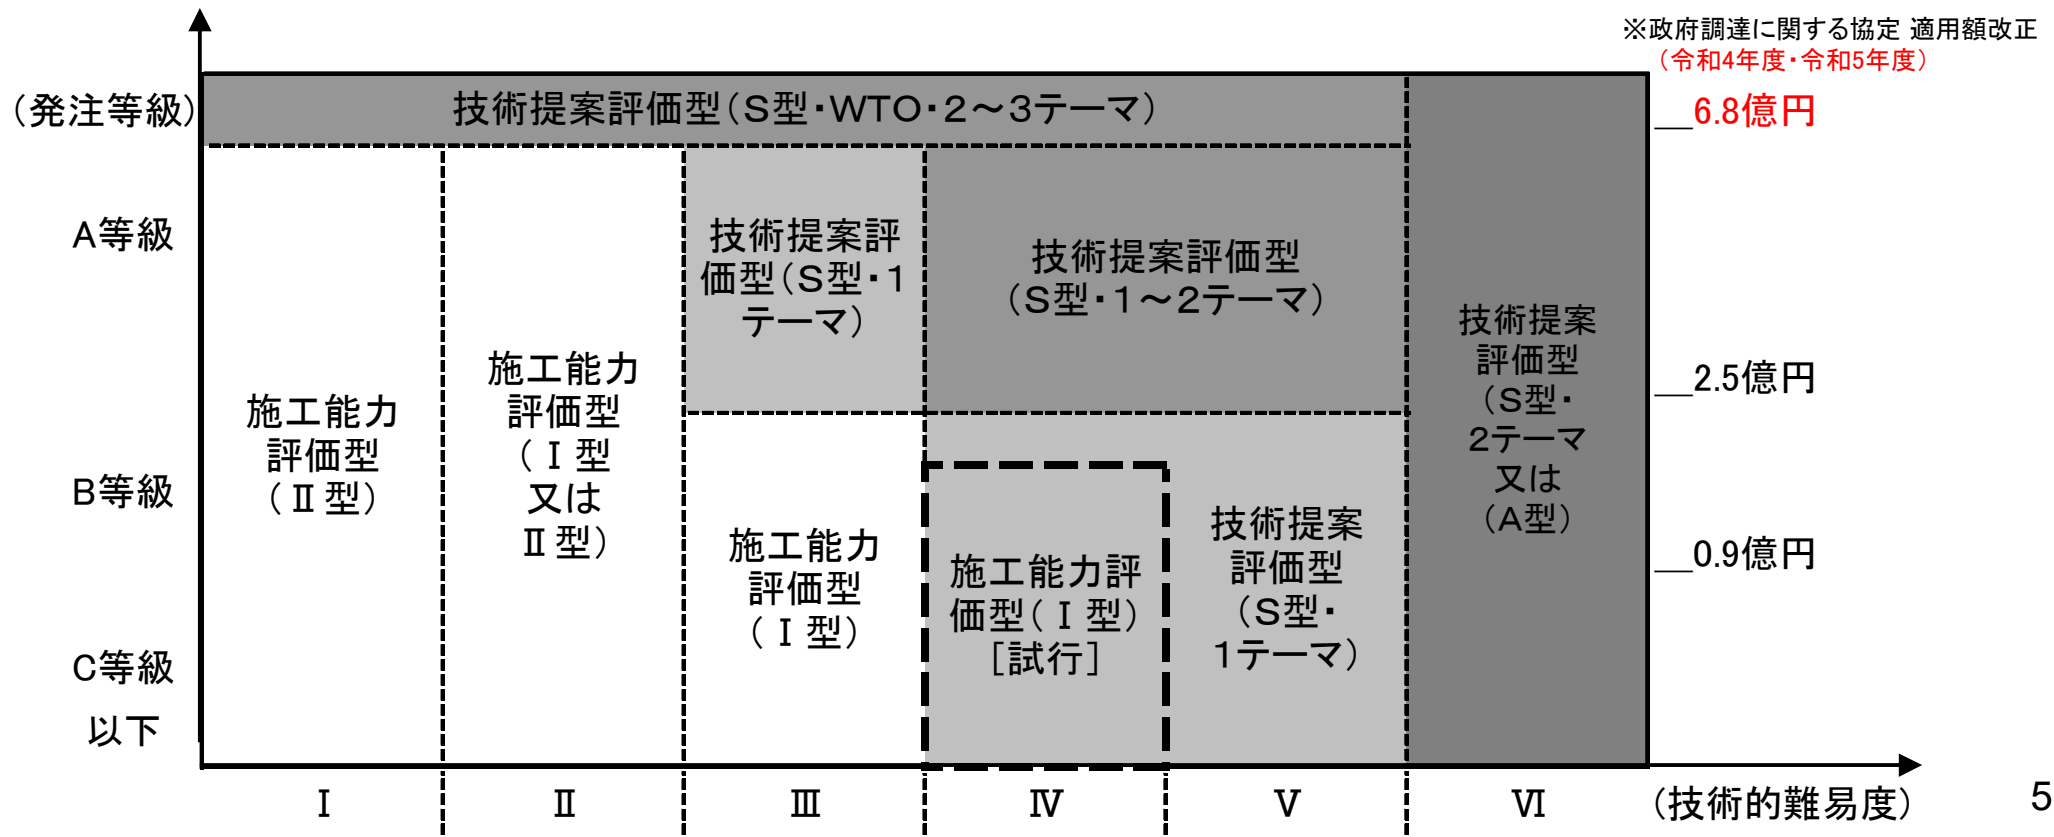 ※政府調達に関する協定 適用額改正
（令和4年度・令和5年度）
（発注等級）
技術提案評価型（Ｓ型・WTO・２～３テーマ）
6.8億円
A等級
技術提案評
価型（Ｓ型・１
テーマ）
技術提案評価型
（Ｓ型・１～２テーマ）
2.5億円
B等級
0.9億円
C等級
以下
施工能力
評価型
（Ⅱ型）
施工能力
評価型
（Ⅰ型
又は
Ⅱ型）
施工能力
評価型
（Ⅰ型）
施工能力評
価型（Ⅰ型）
［試行］
技術提案
評価型
（Ｓ型・
１テーマ）
技術提案
評価型
（Ｓ型・
２テーマ
又は
（A型）
Ⅰ Ⅱ Ⅲ Ⅳ Ⅴ Ⅵ （技術的難易度）
5